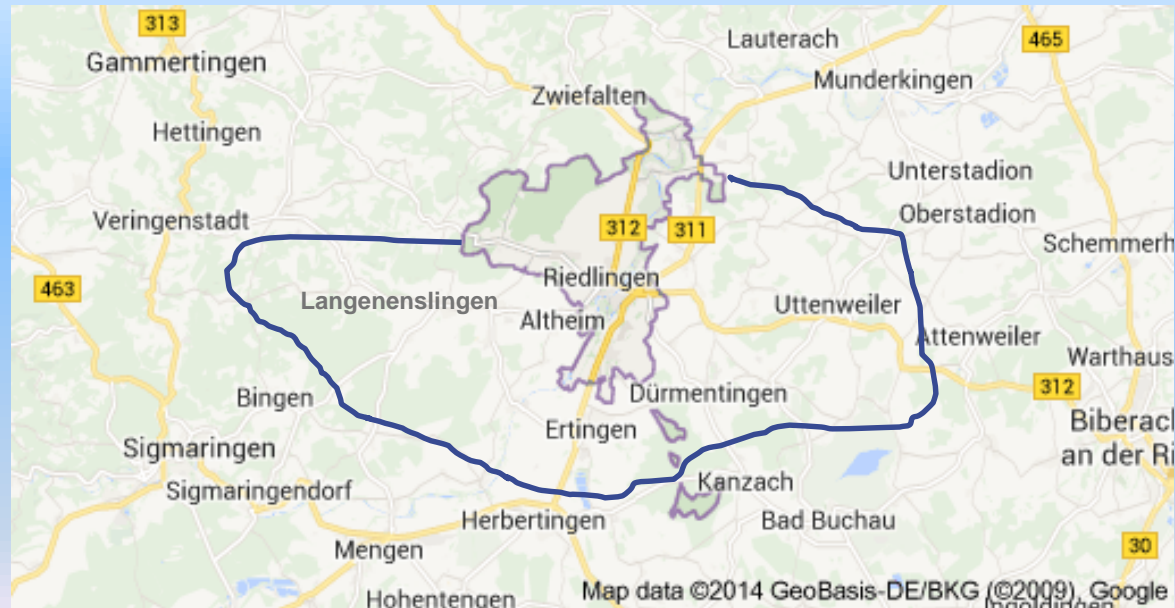 313
Gammertingen
Lauterach
465
Munderkingen
Zwiefalten
Hettingen
Unterstadion
Veringenstadt
Oberstadion
312
311
Schemmerh
463
Riedlingen
Langenenslingen
Uttenweiler
Altheim
Attenweiler
Warthaus
312
Bingen
Dürmentingen
Biberach
an der Ri
Ertingen
Sigmaringen
Kanzach
Sigmaringendorf
Herbertingen
Bad Buchau
Mengen
30
Hohentengen
Map data ©2014 GeoBasis-DE/BKG (©2009), Google